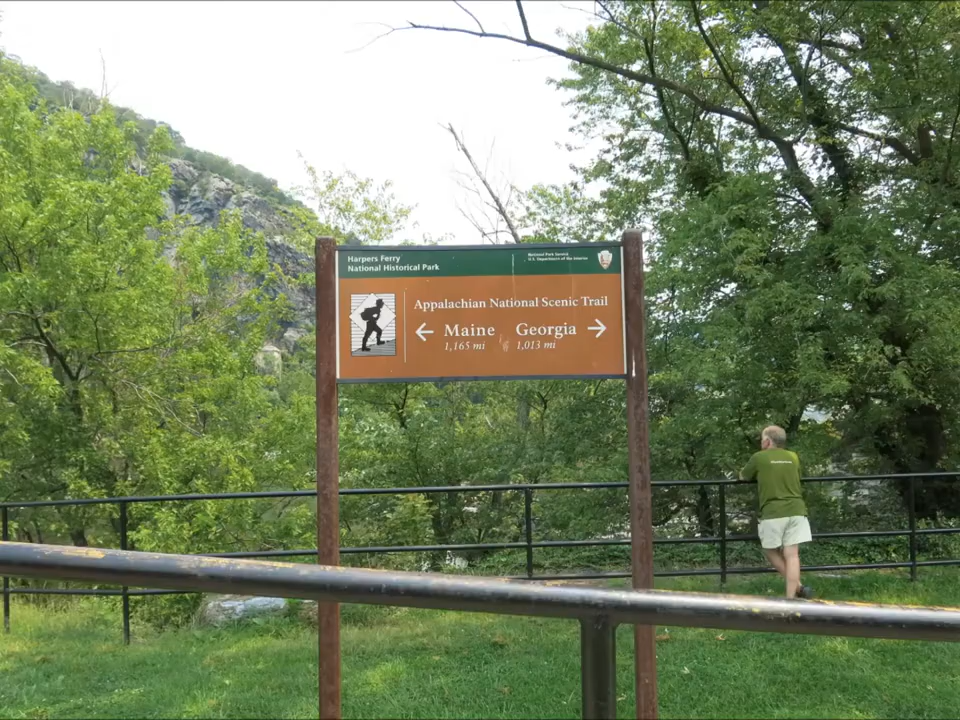 Harpers Ferry
National Historical Park
National Park Service
U.S. Department of the Interior
Appalachian National Scenic Trail
← Maine Georgia →
1,165 mi 1,013 mi